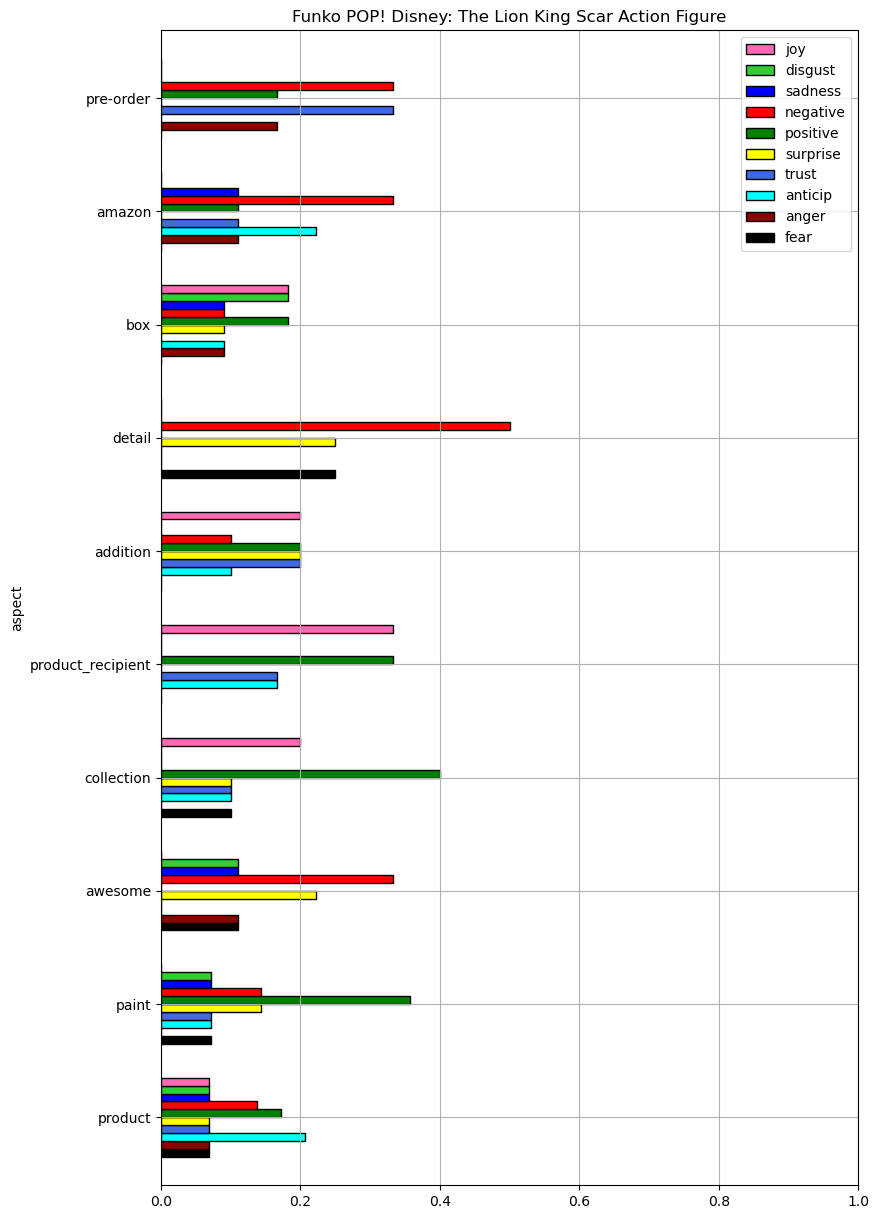 Funko POP! Disney: The Lion King Scar Action Figure
joy
disgust
sadness
negative
positive
surprise
trust
anticip
anger
fear
pre-order
amazon
box
detail
addition
product_recipient
collection
awesome
paint
product
aspect
0.0 0.2 0.4 0.6 0.8 1.0